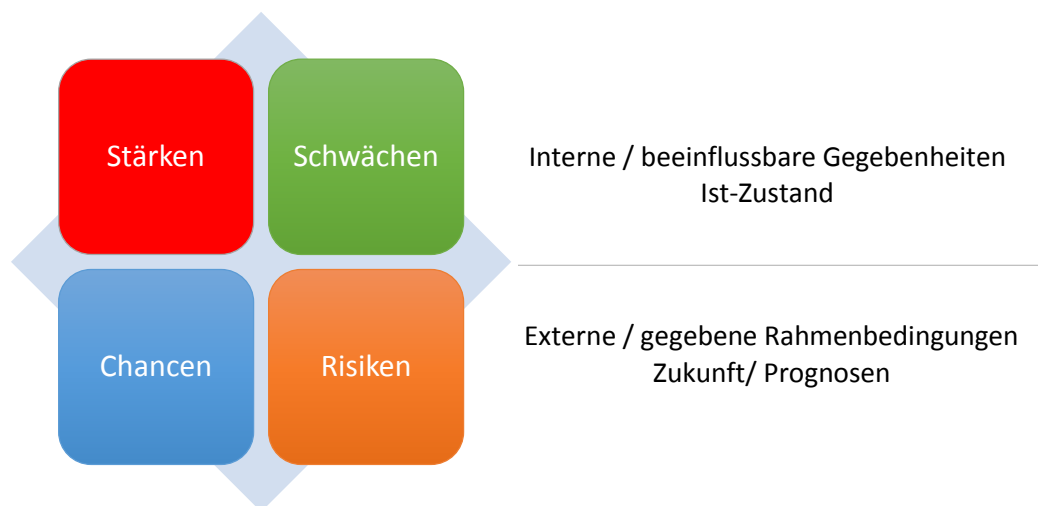 Stärken
Schwächen
Interne / beeinflussbare Gegebenheiten
Ist-Zustand
Chancen
Risiken
Externe / gegebene Rahmenbedingungen
Zukunft/ Prognosen